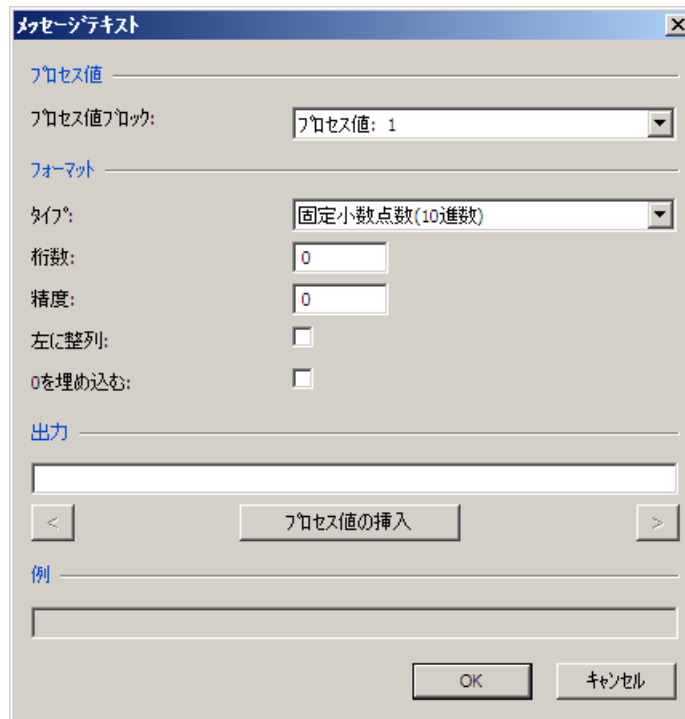 ﾒｯｾｰｼﾞﾃｷｽﾄ
ﾌﾟﾛｾｽ値
ﾌﾟﾛｾｽ値ﾌﾞﾛｯｸ:
ﾌﾟﾛｾｽ値: 1
ﾌｫｰﾏｯﾄ
ﾀｲﾌﾟ:
固定小数点数(10進数)
桁数:
0
精度:
0
左に整列:
0を埋め込む:
出力
<
ﾌﾟﾛｾｽ値の挿入
>
例
OK
ｷｬﾝｾﾙ